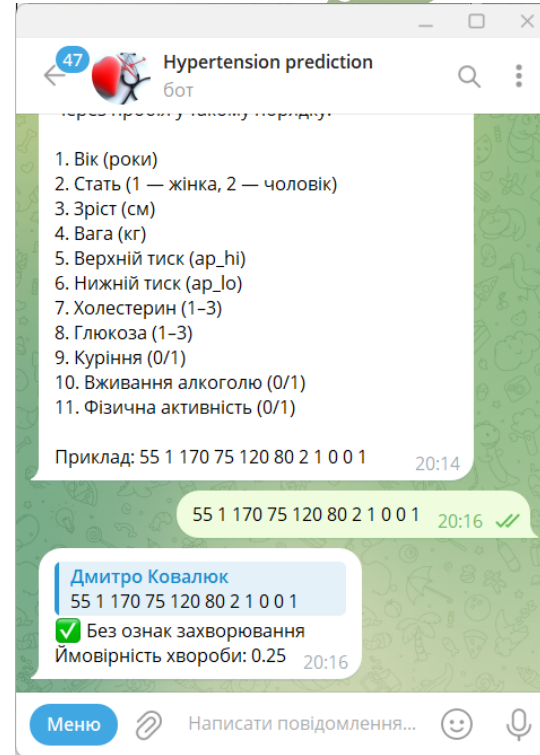 47
Hypertension prediction
бот
через пробіл у такому порядку:
1. Вік (роки)
2. Стать (1 — жінка, 2 — чоловік)
3. Зріст (см)
4. Вага (кг)
5. Верхній тиск (ap_hi)
6. Нижній тиск (ap_lo)
7. Холестерин (1–3)
8. Глюкоза (1–3)
9. Куріння (0/1)
10. Вживання алкоголю (0/1)
11. Фізична активність (0/1)
Приклад: 55 1 170 75 120 80 2 1 0 0 1
20:14
55 1 170 75 120 80 2 1 0 0 1
20:16
Дмитро Ковалюк
55 1 170 75 120 80 2 1 0 0 1
✅ Без ознак захворювання
Ймовірність хвороби: 0.25
20:16
Меню
Написати повідомлення...